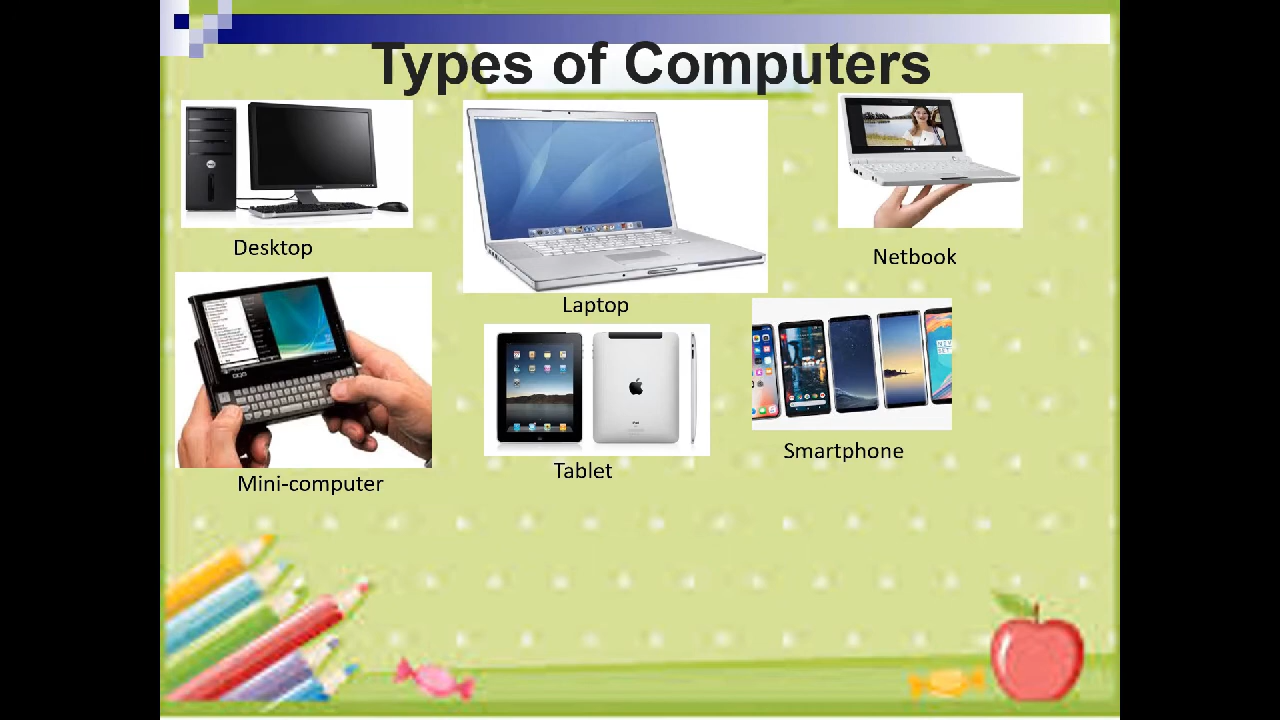 Types of Computers
Desktop
Laptop
Netbook
Mini-computer
Tablet
Smartphone